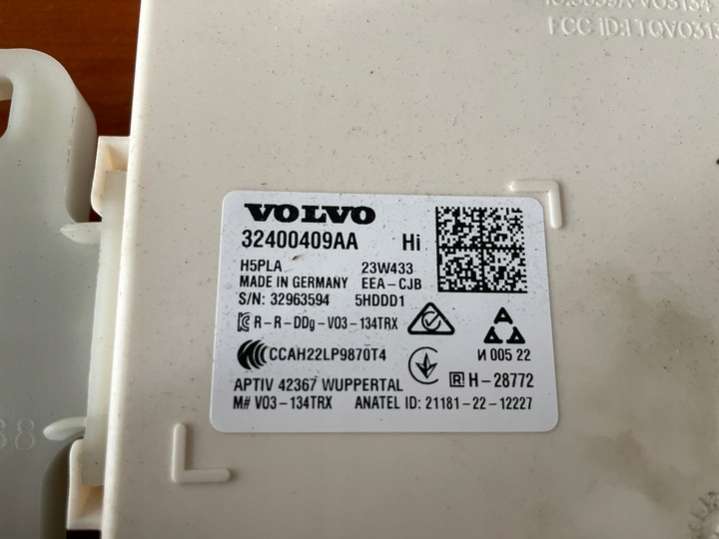 FCC ID:LTQVO313
VOLVO
32400409AA Hi
H5PLA 23W433
MADE IN GERMANY EEA-CJB
S/N: 32963594 5HDDD1
R-R-DDg-V03-134TRX
CCAH22LP9870T4
И 005 22
R H-28772
APTIV 42367 WUPPERTAL
M# V03-134TRX ANATEL ID: 21181-22-12227